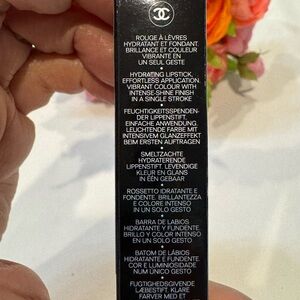 ROUGE À LÈVRES
HYDRATANT ET FONDANT.
BRILLANCE ET COULEUR
VIBRANTE EN
UN SEUL GESTE
•
HYDRATING LIPSTICK,
EFFORTLESS APPLICATION.
VIBRANT COLOUR WITH
INTENSE-SHINE FINISH
IN A SINGLE STROKE
•
FEUCHTIGKEITSSPENDEN-
DER LIPPENSTIFT.
EINFACHE ANWENDUNG.
LEUCHTENDE FARBE MIT
INTENSIVEM GLANZEFFEKT
BEIM ERSTEN AUFTRAGEN
•
SMELTZACHTE
HYDRATERENDE
LIPPENSTIFT. LEVENDIGE
KLEUR EN GLANS
IN ÉÉN GEBAAR
•
ROSSETTO IDRATANTE E
FONDENTE. BRILLANTEZZA
E COLORE INTENSO
IN UN SOLO GESTO
•
BARRA DE LABIOS
HIDRATANTE Y FUNDENTE.
BRILLO Y COLOR INTENSO
EN UN SOLO GESTO
•
BATOM DE LÁBIOS
HIDRATANTE E FUNDENTE.
COR E LUMINOSIDADE
NUM ÚNICO GESTO
•
FUGTIGHEDSGIVENDE
LÆBESTIFT. KLARE
FARVER MED ET